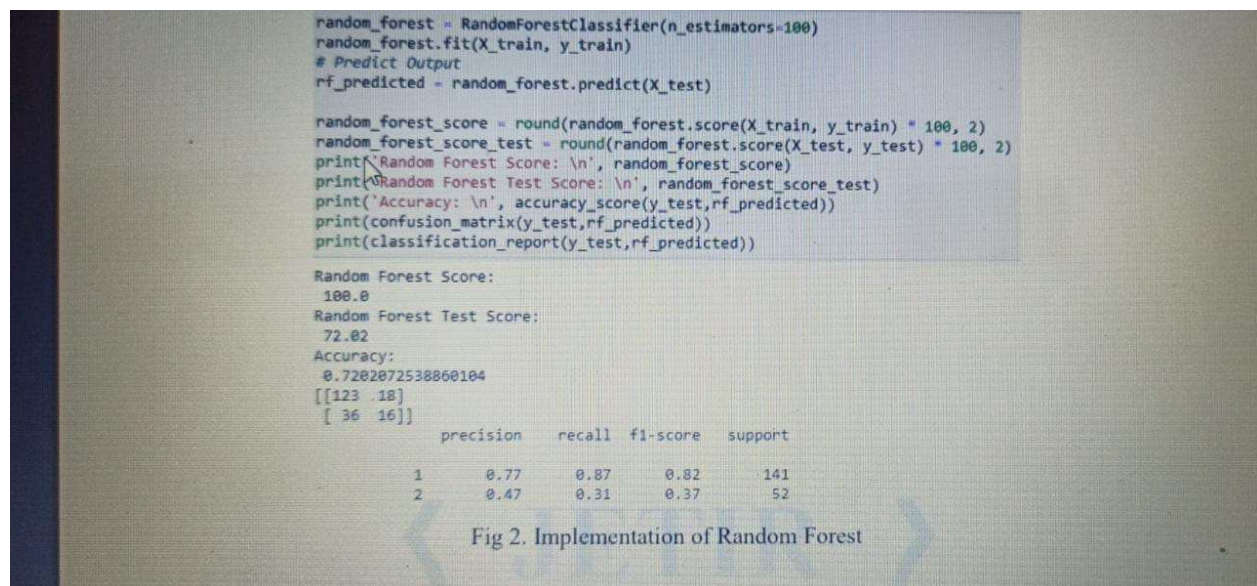 random_forest = RandomForestClassifier(n_estimators=100)
random_forest.fit(X_train, y_train)
# Predict Output
rf_predicted = random_forest.predict(X_test)
random_forest_score = round(random_forest.score(X_train, y_train) * 100, 2)
random_forest_score_test = round(random_forest.score(X_test, y_test) * 100, 2)
print('Random Forest Score: \n', random_forest_score)
print('Random Forest Test Score: \n', random_forest_score_test)
print('Accuracy: \n', accuracy_score(y_test,rf_predicted))
print(confusion_matrix(y_test,rf_predicted))
print(classification_report(y_test,rf_predicted))
Random Forest Score:
100.0
Random Forest Test Score:
72.02
Accuracy:
0.7202072538860104
[[123 18]
[ 36 16]]
precision recall f1-score support
1 0.77 0.87 0.82 141
2 0.47 0.31 0.37 52
Fig 2. Implementation of Random Forest
JETIR